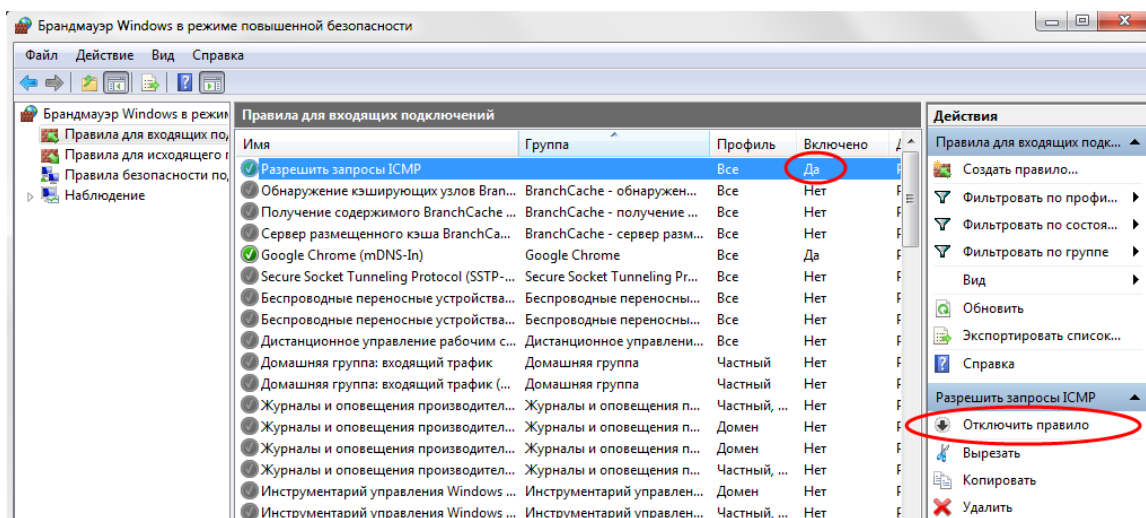 Брандмауэр Windows в режиме повышенной безопасности
Файл Действие Вид Справка
Брандмауэр Windows в режим
Правила для входящих под
Правила для исходящего п
Правила безопасности по,
Наблюдение
Правила для входящих подключений
Имя Группа Профиль Включено
Разрешить запросы ICMP Все Да
Обнаружение кэширующих узлов Bran... BranchCache - обнаружен... Все Нет
Получение содержимого BranchCache ... BranchCache - получение ... Все Нет
Сервер размещенного кэша BranchCa... BranchCache - сервер разм... Все Нет
Google Chrome (mDNS-In) Google Chrome Все Да
Secure Socket Tunneling Protocol (SSTP-... Secure Socket Tunneling Pr... Все Нет
Беспроводные переносные устройства... Беспроводные переносны... Все Нет
Беспроводные переносные устройства... Беспроводные переносны... Все Нет
Дистанционное управление рабочим с... Дистанционное управлени... Все Нет
Домашняя группа: входящий трафик Домашняя группа Частный Нет
Домашняя группа: входящий трафик (... Домашняя группа Частный Нет
Журналы и оповещения производител... Журналы и оповещения п... Частный, ... Нет
Журналы и оповещения производител... Журналы и оповещения п... Домен Нет
Журналы и оповещения производител... Журналы и оповещения п... Домен Нет
Журналы и оповещения производител... Журналы и оповещения п... Частный, ... Нет
Инструментарий управления Windows ... Инструментарий управлен... Домен Нет
Инструментарий управления Windows ... Инструментарий управлен... Частный, ... Нет
Действия
Правила для входящих подк...
Создать правило...
Фильтровать по профи...
Фильтровать по состоя...
Фильтровать по группе
Вид
Обновить
Экспортировать список...
Справка
Разрешить запросы ICMP
Отключить правило
Вырезать
Копировать
Удалить